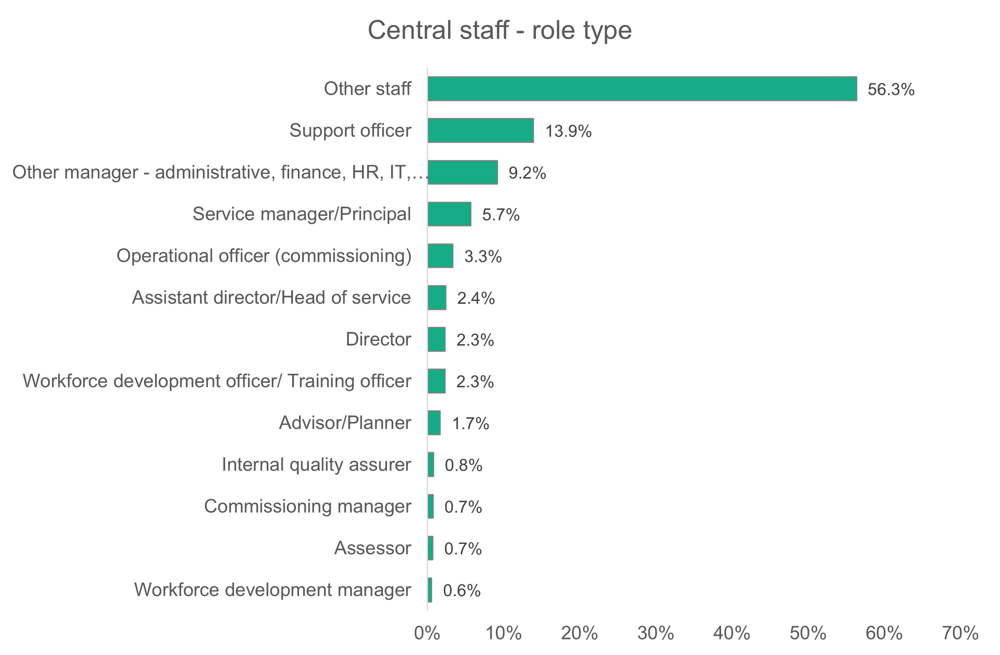 Central staff - role type
Other staff 56.3%
Support officer 13.9%
Other manager - administrative, finance, HR, IT,… 9.2%
Service manager/Principal 5.7%
Operational officer (commissioning) 3.3%
Assistant director/Head of service 2.4%
Director 2.3%
Workforce development officer/ Training officer 2.3%
Advisor/Planner 1.7%
Internal quality assurer 0.8%
Commissioning manager 0.7%
Assessor 0.7%
Workforce development manager 0.6%
0% 10% 20% 30% 40% 50% 60% 70%